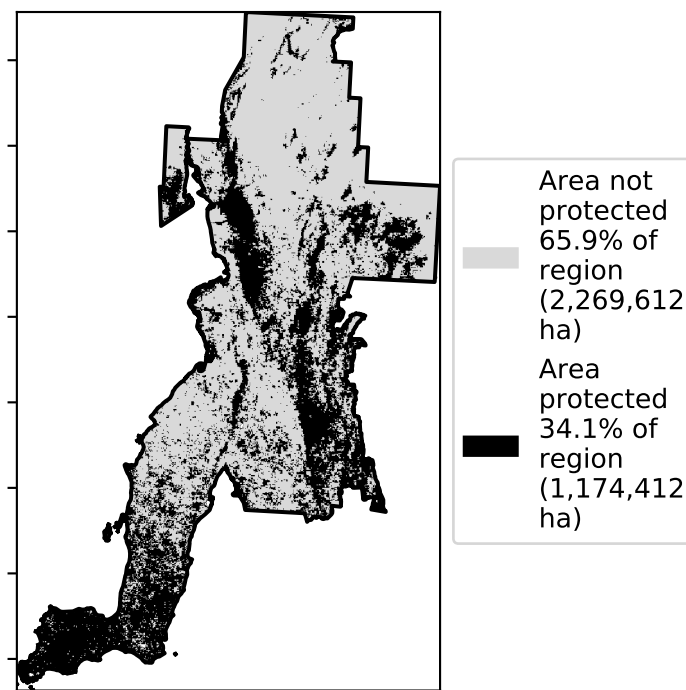 Area not
protected
65.9% of
region
(2,269,612
ha)
Area
protected
34.1% of
region
(1,174,412
ha)